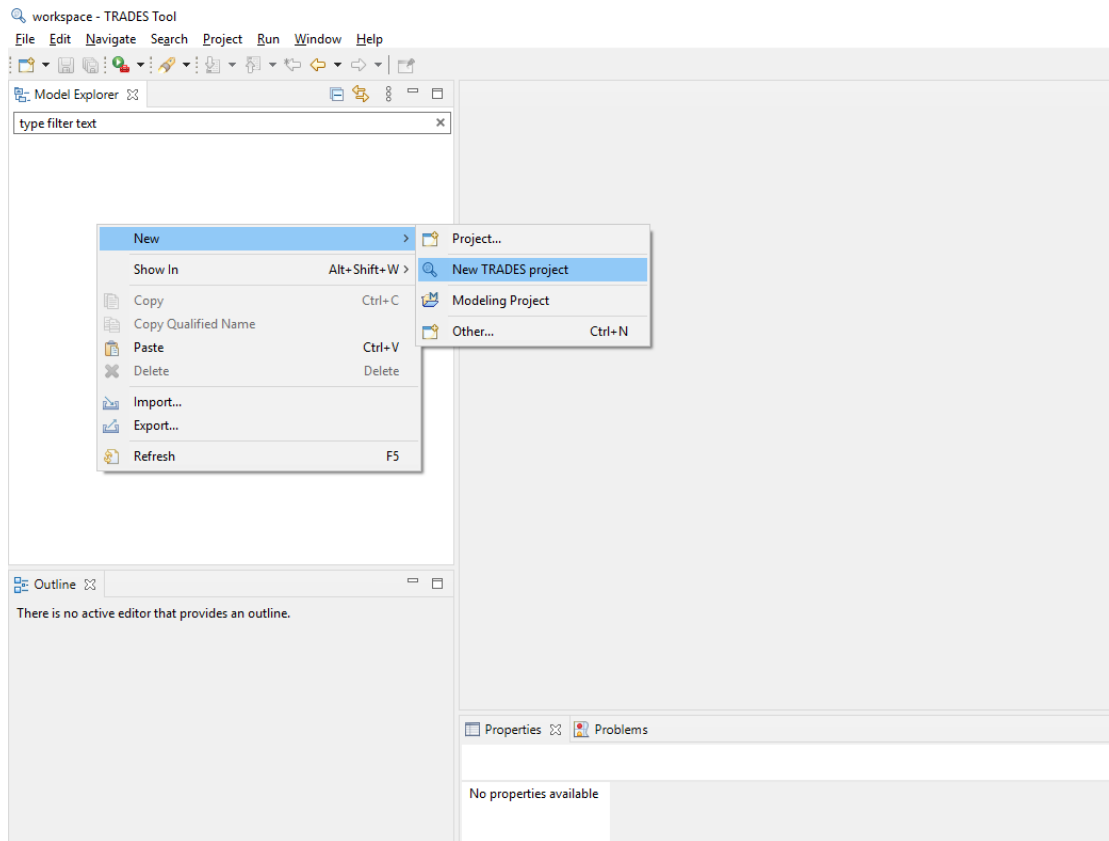 workspace - TRADES Tool
File Edit Navigate Search Project Run Window Help
Model Explorer
type filter text
New
Show In Alt+Shift+W
Copy Ctrl+C
Copy Qualified Name
Paste Ctrl+V
Delete Delete
Import...
Export...
Refresh F5
Project...
New TRADES project
Modeling Project
Other... Ctrl+N
Outline
There is no active editor that provides an outline.
Properties Problems
No properties available